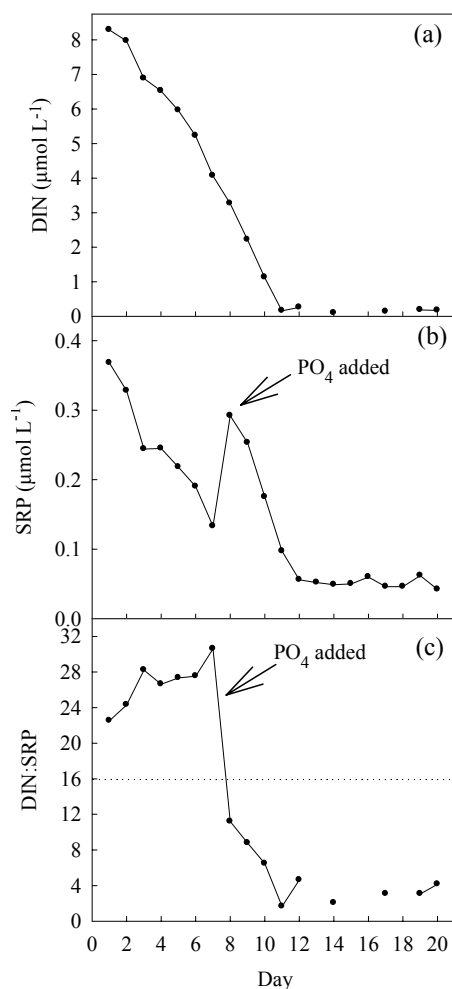 (a)
8
7
6
5
4
3
2
1
0
DIN (μmol L⁻¹)
(b)
PO₄ added
0.4
0.3
0.2
0.1
0.0
SRP (μmol L⁻¹)
(c)
PO₄ added
32
28
24
20
16
12
8
4
0
DIN:SRP
0 2 4 6 8 10 12 14 16 18 20
Day